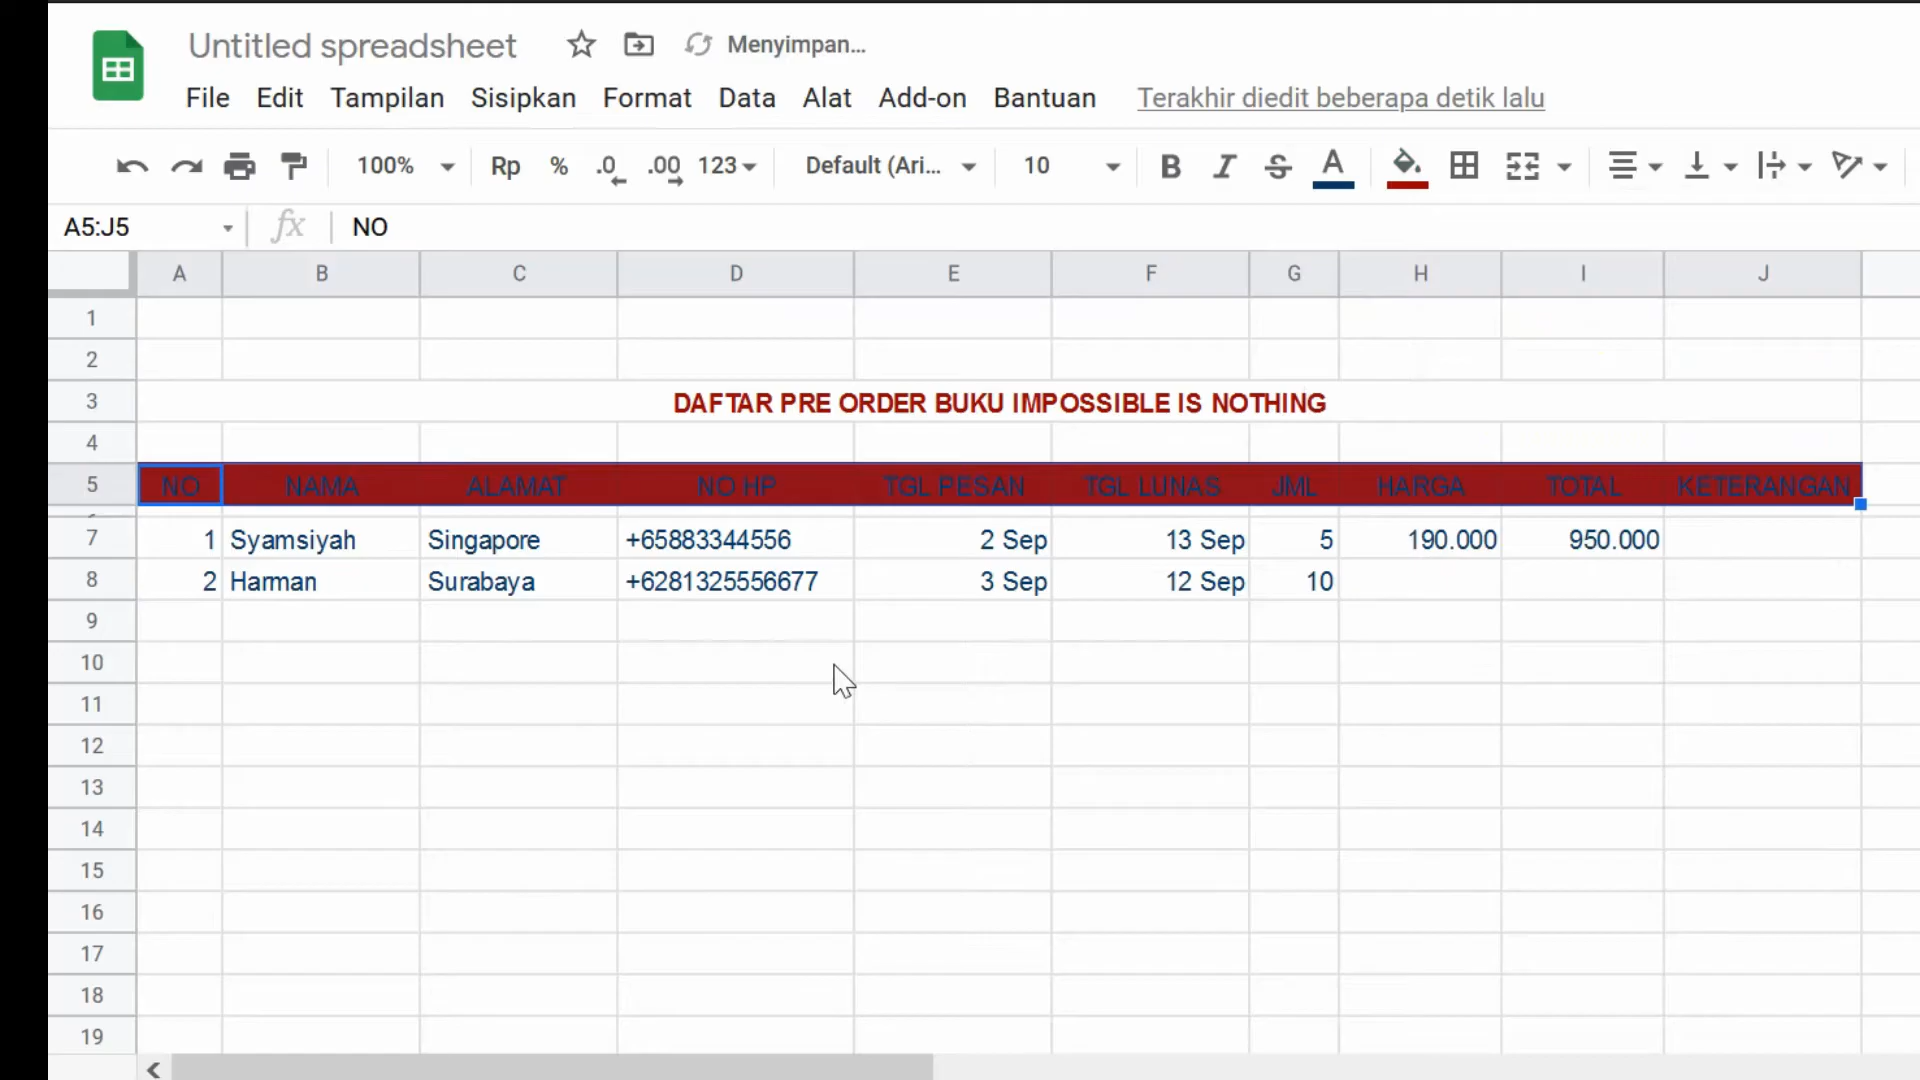 Untitled spreadsheet Menyimpan...
File Edit Tampilan Sisipkan Format Data Alat Add-on Bantuan Terakhir diedit beberapa detik lalu
100% Rp % .0 .00 123 Default (Ari... 10 B I S A
A5:J5 fx NO
A B C D E F G H I J
1
2
3 DAFTAR PRE ORDER BUKU IMPOSSIBLE IS NOTHING
4
5 NO NAMA ALAMAT NO HP TGL PESAN TGL LUNAS JML HARGA TOTAL KETERANGAN
7 1 Syamsiyah Singapore +65883344556 2 Sep 13 Sep 5 190.000 950.000
8 2 Harman Surabaya +6281325556677 3 Sep 12 Sep 10
9
10
11
12
13
14
15
16
17
18
19